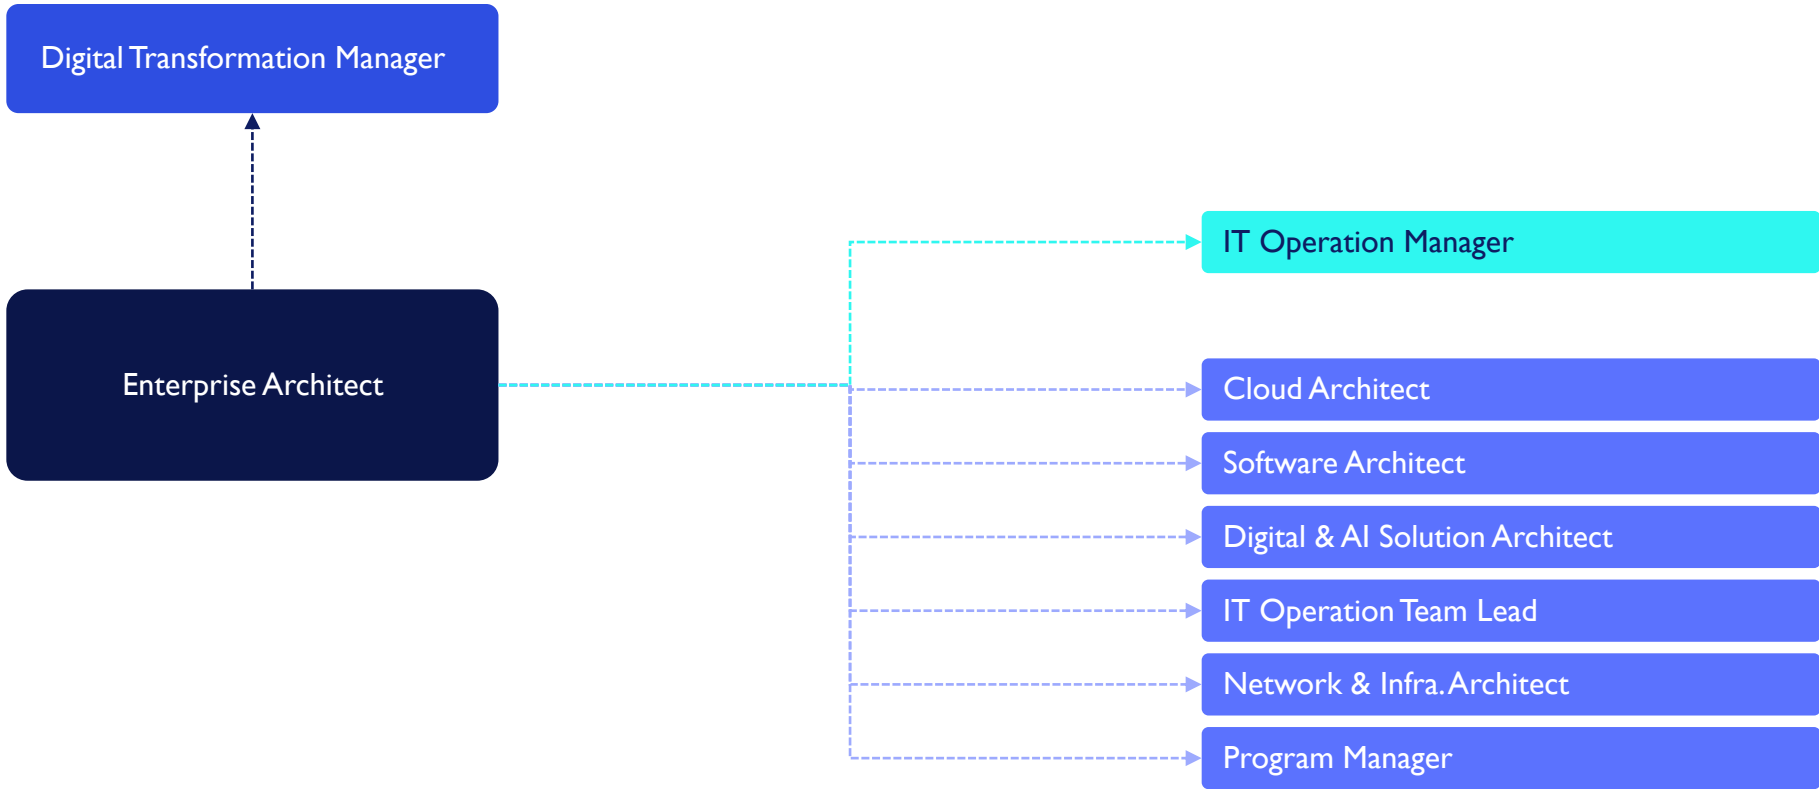 Digital Transformation Manager
IT Operation Manager
Enterprise Architect
Cloud Architect
Software Architect
Digital & AI Solution Architect
IT Operation Team Lead
Network & Infra. Architect
Program Manager